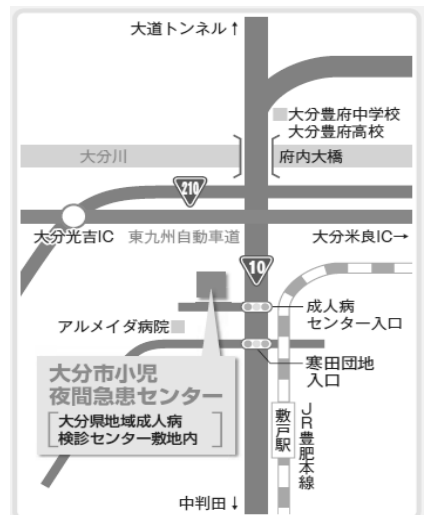 大道トンネル↑
大分豊府中学校
大分豊府高校
大分川
府内大橋
210
大分光吉IC
東九州自動車道
大分米良IC→
10
成人病
センター入口
アルメイダ病院
寒田団地
入口
大分市小児
夜間急患センター
大分県地域成人病
検診センター敷地内
敷戸駅
JR豊肥本線
中判田↓